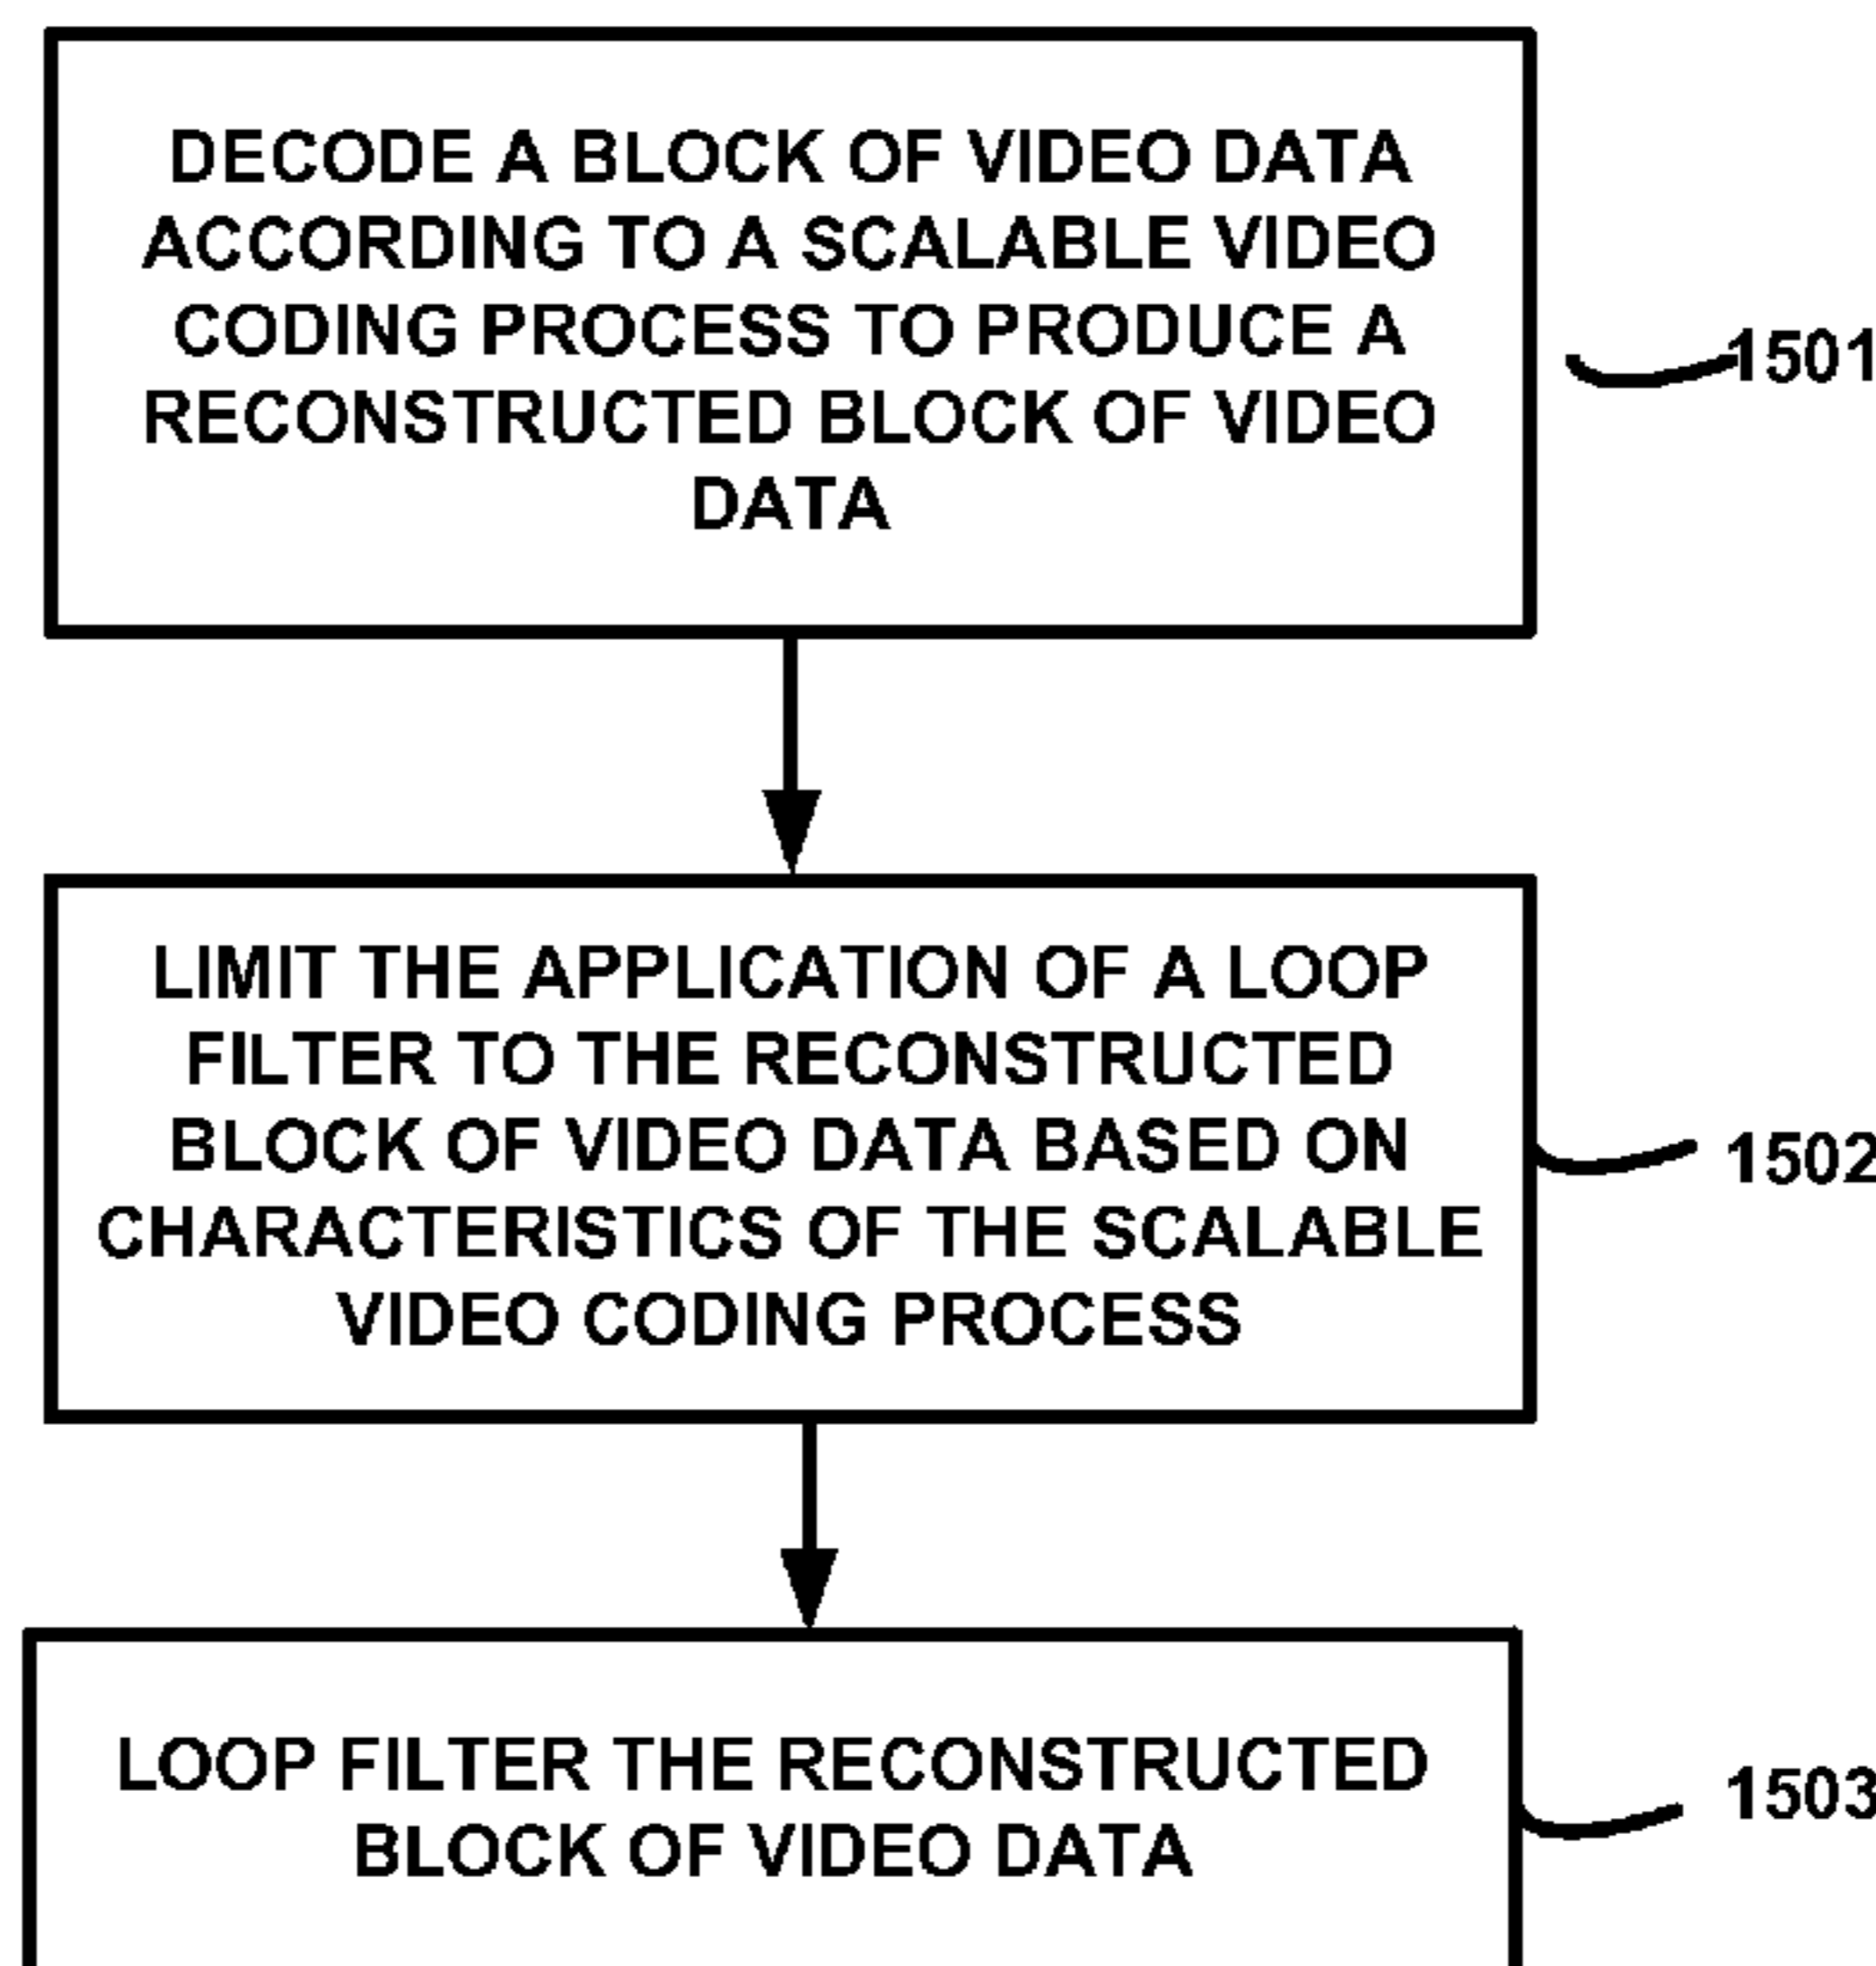 DECODE A BLOCK OF VIDEO DATA
ACCORDING TO A SCALABLE VIDEO
CODING PROCESS TO PRODUCE A
RECONSTRUCTED BLOCK OF VIDEO
DATA
1501
LIMIT THE APPLICATION OF A LOOP
FILTER TO THE RECONSTRUCTED
BLOCK OF VIDEO DATA BASED ON
CHARACTERISTICS OF THE SCALABLE
VIDEO CODING PROCESS
1502
LOOP FILTER THE RECONSTRUCTED
BLOCK OF VIDEO DATA
1503